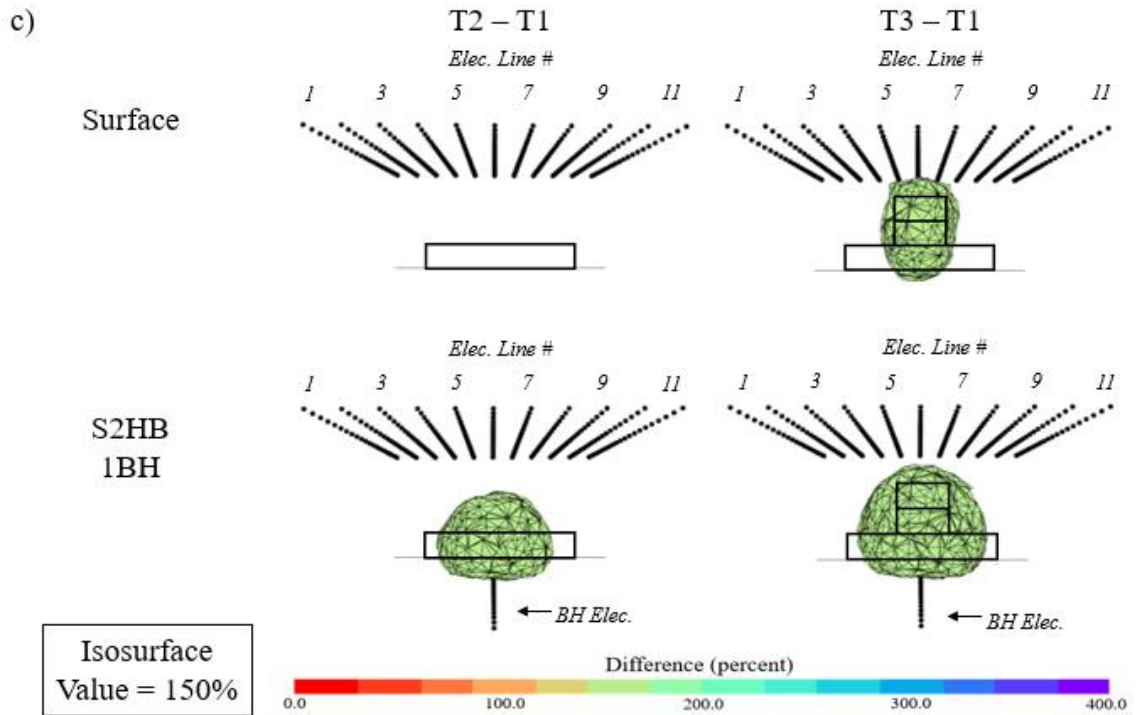 c)
T2 – T1
T3 – T1
Elec. Line #
Elec. Line #
1 3 5 7 9 11
1 3 5 7 9 11
Surface
Elec. Line #
Elec. Line #
1 3 5 7 9 11
1 3 5 7 9 11
S2HB
1BH
BH Elec.
BH Elec.
Isosurface
Value = 150%
Difference (percent)
0.0 100.0 200.0 300.0 400.0